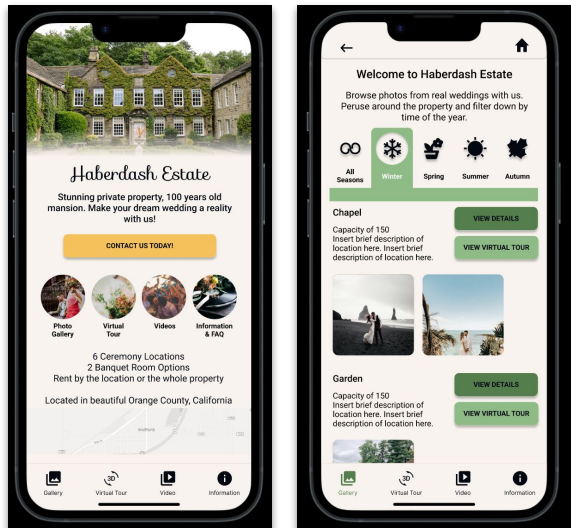 Haberdash Estate
Stunning private property, 100 years old
mansion. Make your dream wedding a reality
with us!
CONTACT US TODAY!
Photo
Gallery
Virtual
Tour
Videos
Information
& FAQ
6 Ceremony Locations
2 Banquet Room Options
Rent by the location or the whole property
Located in beautiful Orange County, California
Gallery
3D
Virtual Tour
Video
Information
Welcome to Haberdash Estate
Browse photos from real weddings with us.
Peruse around the property and filter down by
time of the year.
All
Seasons
Winter
Spring
Summer
Autumn
Chapel
Capacity of 150
Insert brief description of
location here. Insert brief
description of location here.
VIEW DETAILS
VIEW VIRTUAL TOUR
Garden
Capacity of 150
Insert brief description of
location here. Insert brief
description of location here.
VIEW DETAILS
VIEW VIRTUAL TOUR
Gallery
3D
Virtual Tour
Video
Information